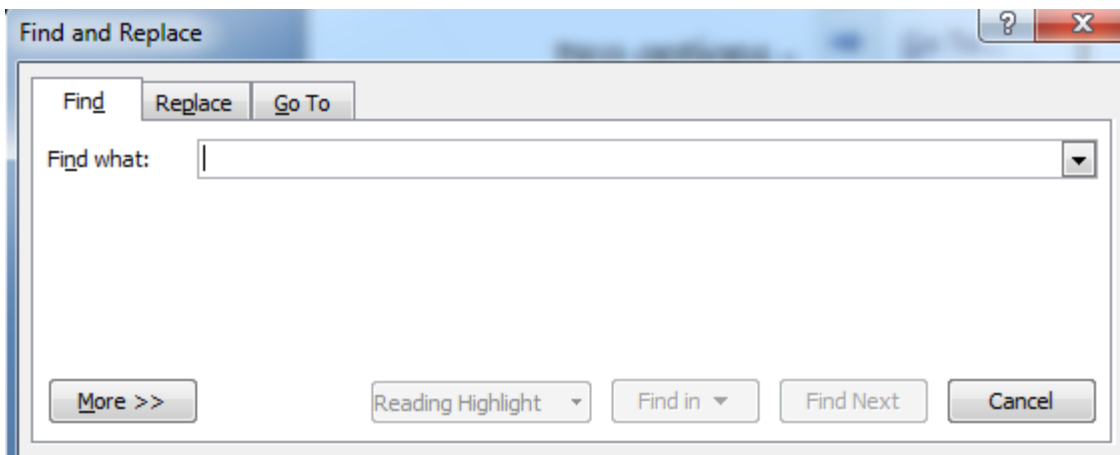 Find and Replace
Find Replace Go To
Find what:
More >> Reading Highlight Find in Find Next Cancel